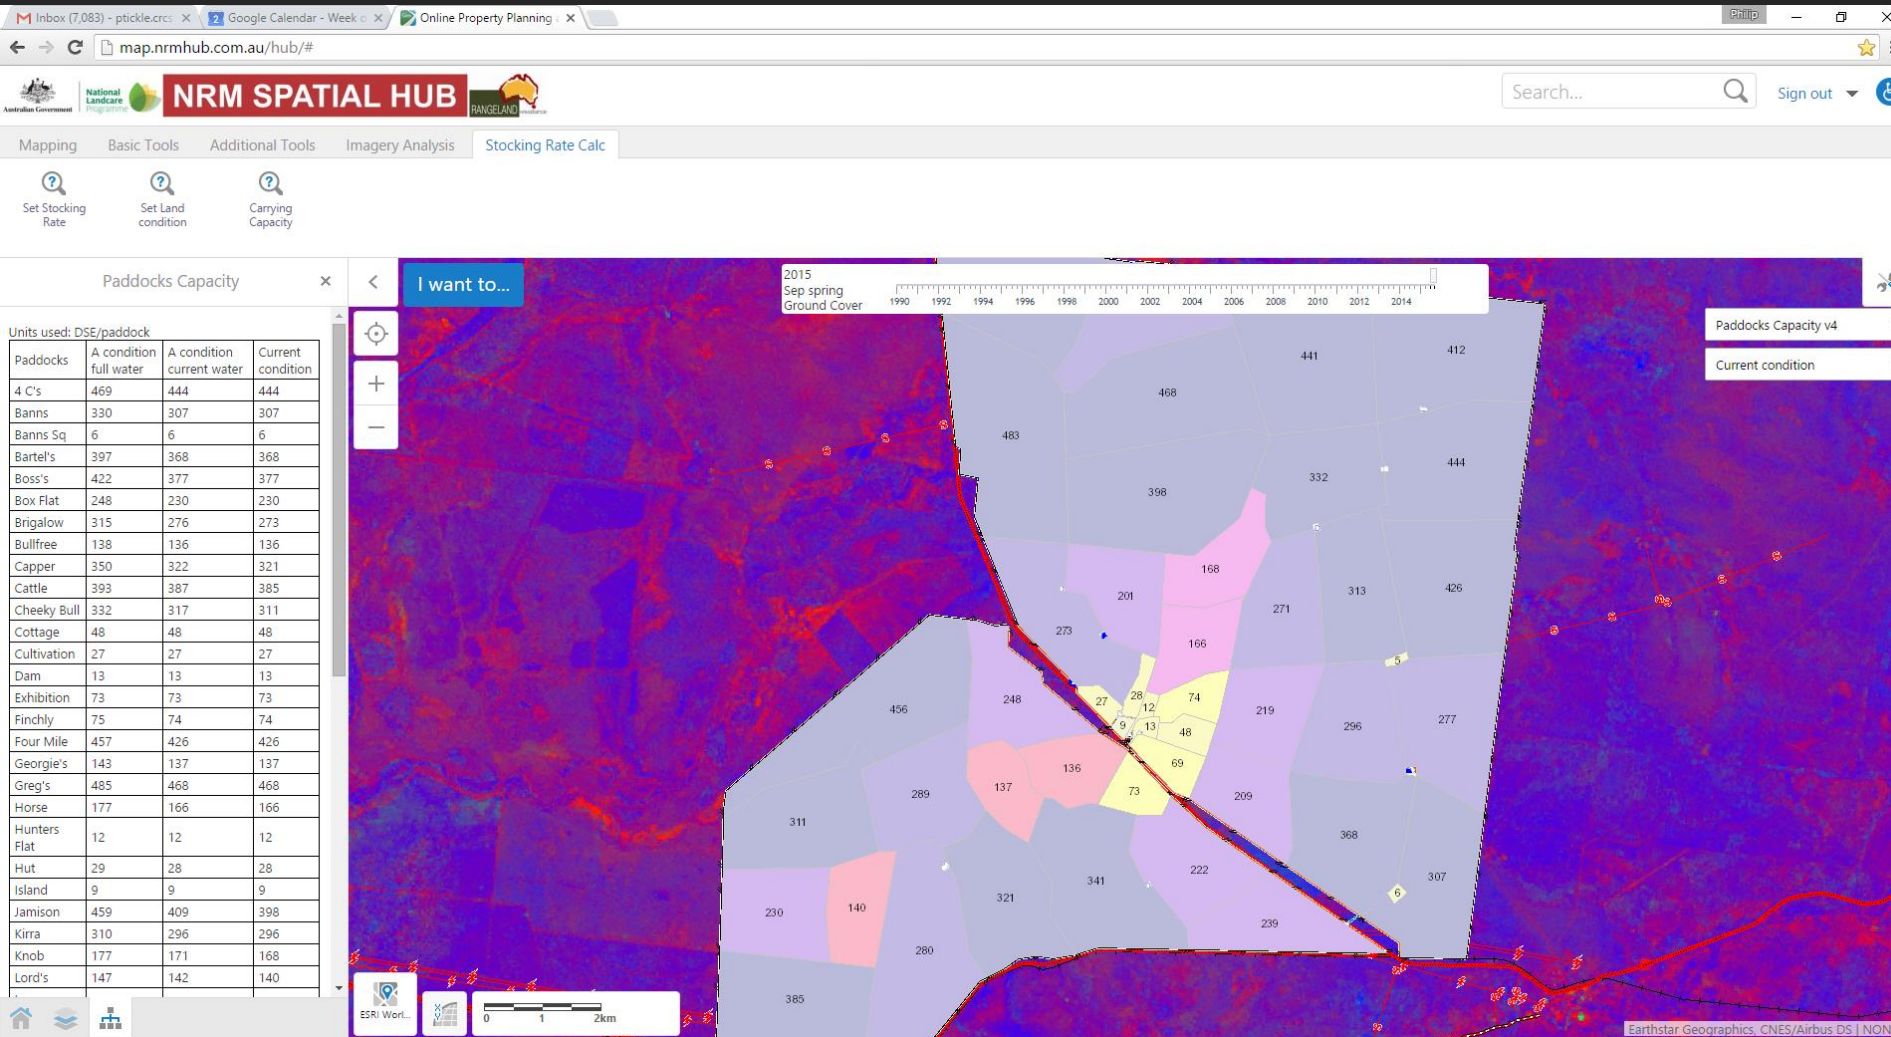 Inbox (7,083) - ptickle.crcs
2 Google Calendar - Week o
Online Property Planning
Philip
map.nrmhub.com.au/hub/#
Australian Government
National
Landcare
Programme
NRM SPATIAL HUB
RANGELAND
Search...
Sign out
Mapping Basic Tools Additional Tools Imagery Analysis Stocking Rate Calc
Set Stocking
Rate
Set Land
condition
Carrying
Capacity
Paddocks Capacity
Units used: DSE/paddock
Paddocks A condition full water A condition current water Current condition
4 C's 469 444 444
Banns 330 307 307
Banns Sq 6 6 6
Bartel's 397 368 368
Boss's 422 377 377
Box Flat 248 230 230
Brigalow 315 276 273
Bullfree 138 136 136
Capper 350 322 321
Cattle 393 387 385
Cheeky Bull 332 317 311
Cottage 48 48 48
Cultivation 27 27 27
Dam 13 13 13
Exhibition 73 73 73
Finchly 75 74 74
Four Mile 457 426 426
Georgie's 143 137 137
Greg's 485 468 468
Horse 177 166 166
Hunters Flat 12 12 12
Hut 29 28 28
Island 9 9 9
Jamison 459 409 398
Kirra 310 296 296
Knob 177 171 168
Lord's 147 142 140
I want to...
2015
Sep spring
Ground Cover
1990 1992 1994 1996 1998 2000 2002 2004 2006 2008 2010 2012 2014
Paddocks Capacity v4
Current condition
441
412
468
483
444
332
398
168
313
426
201
271
273
166
5
248
27
28
74
12
456
219
277
9
13
48
296
136
69
137
73
289
209
311
368
222
307
341
6
321
140
230
239
280
385
ESRI Worl...
0 1 2km
Earthstar Geographics, CNES/Airbus DS | NON